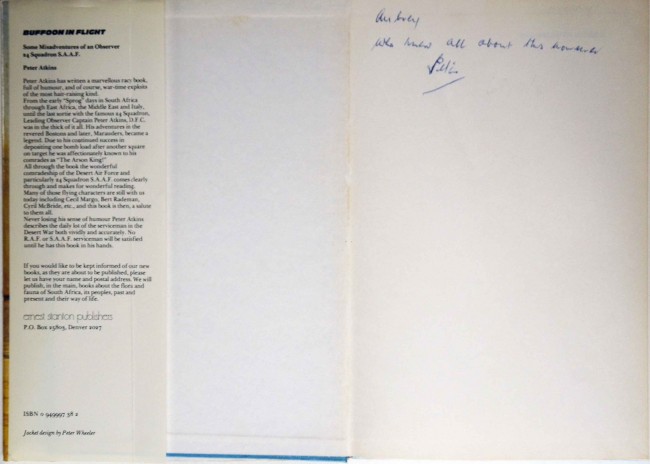 BUFFOON IN FLIGHT
Some Misadventures of an Observer
24 Squadron S.A.A.F.
Peter Atkins
Peter Atkins has written a marvellous racy book,
full of humour, and of course, war-time exploits
of the most hair-raising kind.
From the early "Sprog" days in South Africa
through East Africa, the Middle East and Italy,
until the last sortie with the famous 24 Squadron,
Leading Observer Captain Peter Atkins, D.F.C.
was in the thick of it all. His adventures in the
revered Bostons and later, Marauders, became a
legend. Due to his continued success in
depositing one bomb load after another square
on target he was affectionately known to his
comrades as "The Arson King!"
All through the book the wonderful
comradeship of the Desert Air Force and
particularly 24 Squadron S.A.A.F. comes clearly
through and makes for wonderful reading.
Many of those flying characters are still with us
today including Cecil Margo, Bert Rademan,
Cyril McBride, etc., and this book is then, a salute
to them all.
Never losing his sense of humour Peter Atkins
describes the daily lot of the serviceman in the
Desert War both vividly and accurately. No
R.A.F. or S.A.A.F. serviceman will be satisfied
until he has this book in his hands.
If you would like to be kept informed of our new
books, as they are about to be published, please
let us have your name and postal address. We will
publish, in the main, books about the flora and
fauna of South Africa, its peoples, past and
present and their way of life.
ernest stanton publishers
P.O. Box 25803, Denver 2027
ISBN 0 949997 38 2
Jacket design by Peter Wheeler
Aubrey
who knew all about this
Peter